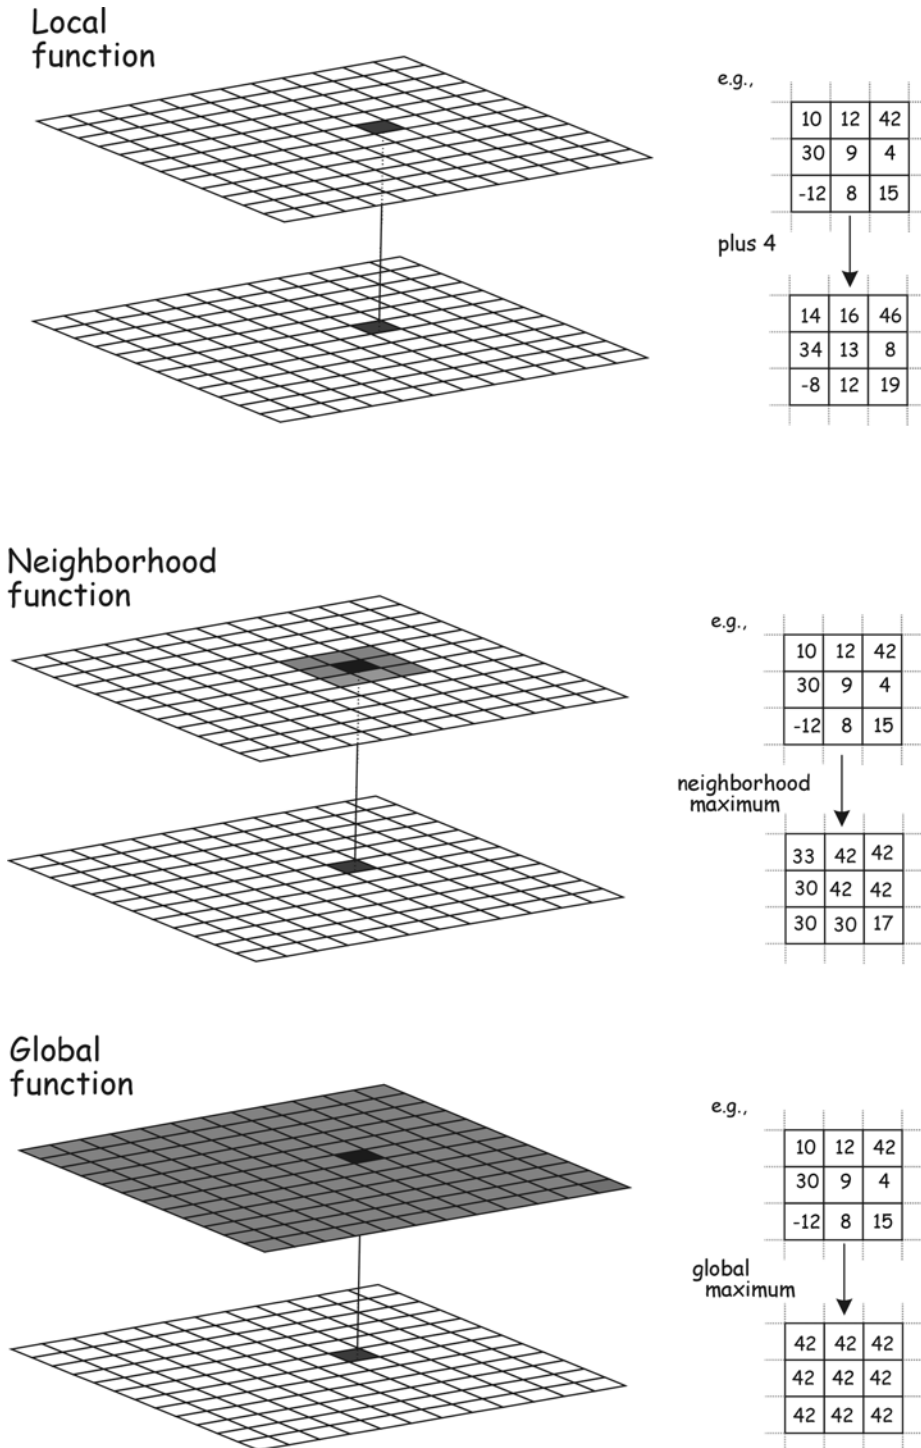 Local
function
e.g.,
10 12 42
30 9 4
-12 8 15
plus 4
14 16 46
34 13 8
-8 12 19
Neighborhood
function
e.g.,
10 12 42
30 9 4
-12 8 15
neighborhood
maximum
33 42 42
30 42 42
30 30 17
Global
function
e.g.,
10 12 42
30 9 4
-12 8 15
global
maximum
42 42 42
42 42 42
42 42 42